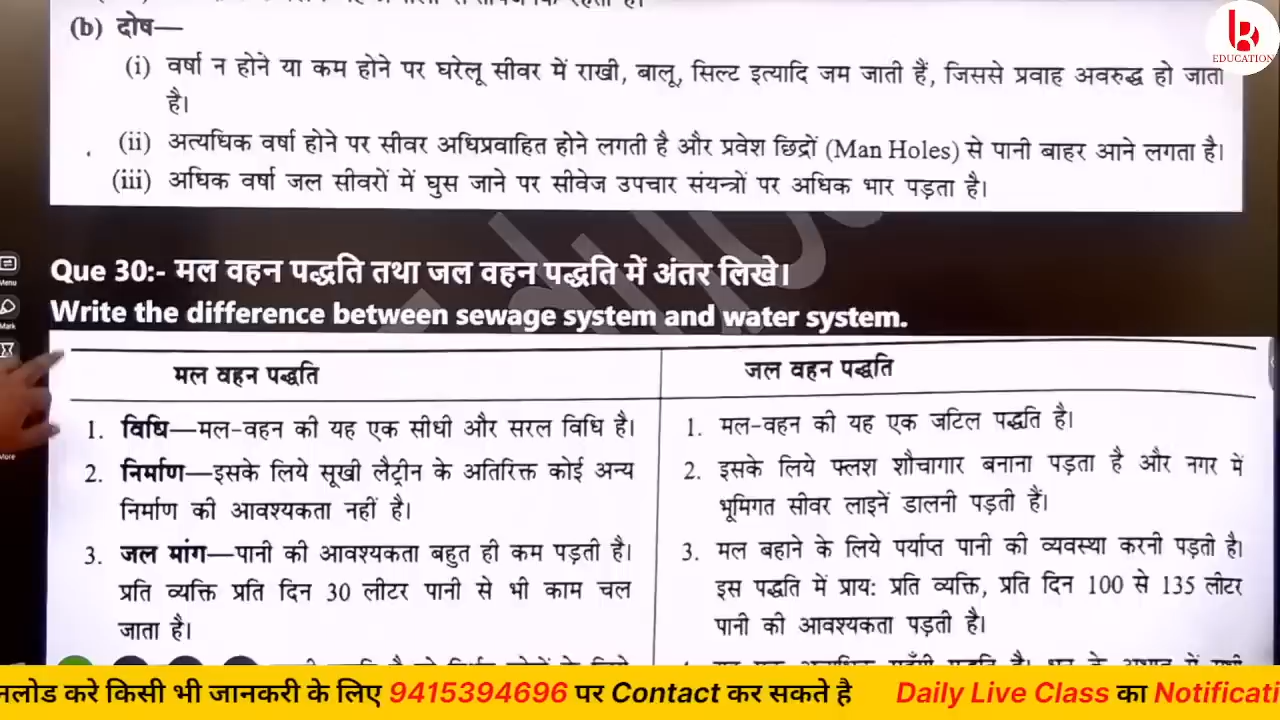 (b) दोष—
(i) वर्षा न होने या कम होने पर घरेलू सीवर में राखी, बालू, सिल्ट इत्यादि जम जाती हैं, जिससे प्रवाह अवरुद्ध हो जाता
है।
(ii) अत्यधिक वर्षा होने पर सीवर अधिप्रवाहित होने लगती है और प्रवेश छिद्रों (Man Holes) से पानी बाहर आने लगता है।
(iii) अधिक वर्षा जल सीवरों में घुस जाने पर सीवेज उपचार संयन्त्रों पर अधिक भार पड़ता है।
EDUCATION
Que 30:- मल वहन पद्धति तथा जल वहन पद्धति में अंतर लिखे।
Write the difference between sewage system and water system.
Menu
Mark
More
मल वहन पद्धति
1. विधि—मल-वहन की यह एक सीधी और सरल विधि है।
2. निर्माण—इसके लिये सूखी लैट्रीन के अतिरिक्त कोई अन्य
निर्माण की आवश्यकता नहीं है।
3. जल मांग—पानी की आवश्यकता बहुत ही कम पड़ती है।
प्रति व्यक्ति प्रति दिन 30 लीटर पानी से भी काम चल
जाता है।
जल वहन पद्धति
1. मल-वहन की यह एक जटिल पद्धति है।
2. इसके लिये फ्लश शौचागार बनाना पड़ता है और नगर में
भूमिगत सीवर लाइनें डालनी पड़ती हैं।
3. मल बहाने के लिये पर्याप्त पानी की व्यवस्था करनी पड़ती है।
इस पद्धति में प्राय: प्रति व्यक्ति, प्रति दिन 100 से 135 लीटर
पानी की आवश्यकता पड़ती है।
नलोड करे किसी भी जानकरी के लिए 9415394696 पर Contact कर सकते है Daily Live Class का Notificati